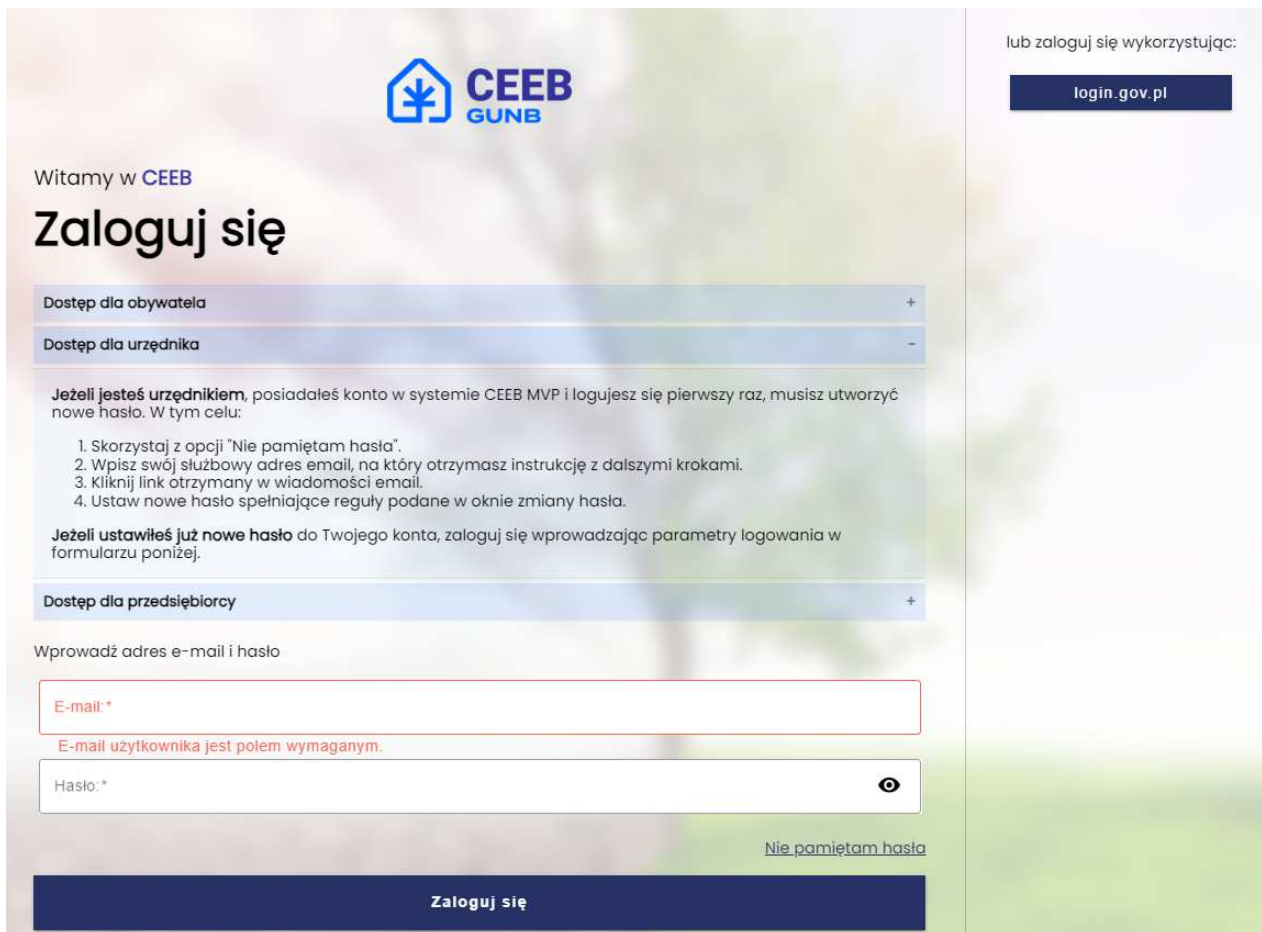 CEEB
GUNB
lub zaloguj się wykorzystując:
login.gov.pl
Witamy w CEEB
Zaloguj się
Dostęp dla obywatela +
Dostęp dla urzędnika -
Jeżeli jesteś urzędnikiem, posiadałeś konto w systemie CEEB MVP i logujesz się pierwszy raz, musisz utworzyć
nowe hasło. W tym celu:
1. Skorzystaj z opcji "Nie pamiętam hasła".
2. Wpisz swój służbowy adres email, na który otrzymasz instrukcję z dalszymi krokami.
3. Kliknij link otrzymany w wiadomości email.
4. Ustaw nowe hasło spełniające reguły podane w oknie zmiany hasła.
Jeżeli ustawiłeś już nowe hasło do Twojego konta, zaloguj się wprowadzając parametry logowania w
formularzu poniżej.
Dostęp dla przedsiębiorcy +
Wprowadź adres e-mail i hasło
E-mail:*
E-mail użytkownika jest polem wymaganym.
Hasło:*
Nie pamiętam hasła
Zaloguj się